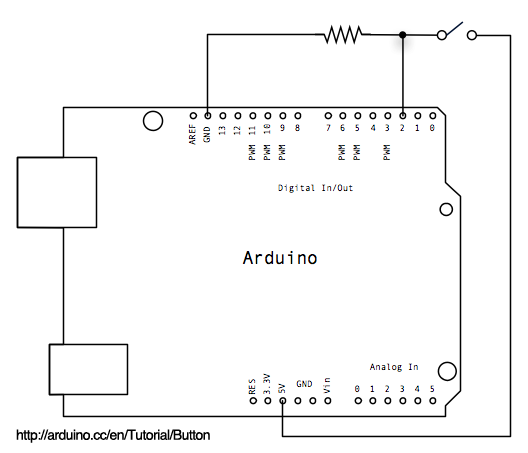 AREF GND 13 12 11 10 9 8 7 6 5 4 3 2 1 0
PWM PWM PWM PWM PWM PWM
Digital In/Out
Arduino
Analog In
RES 3.3V 5V GND Vin 0 1 2 3 4 5
http://arduino.cc/en/Tutorial/Button